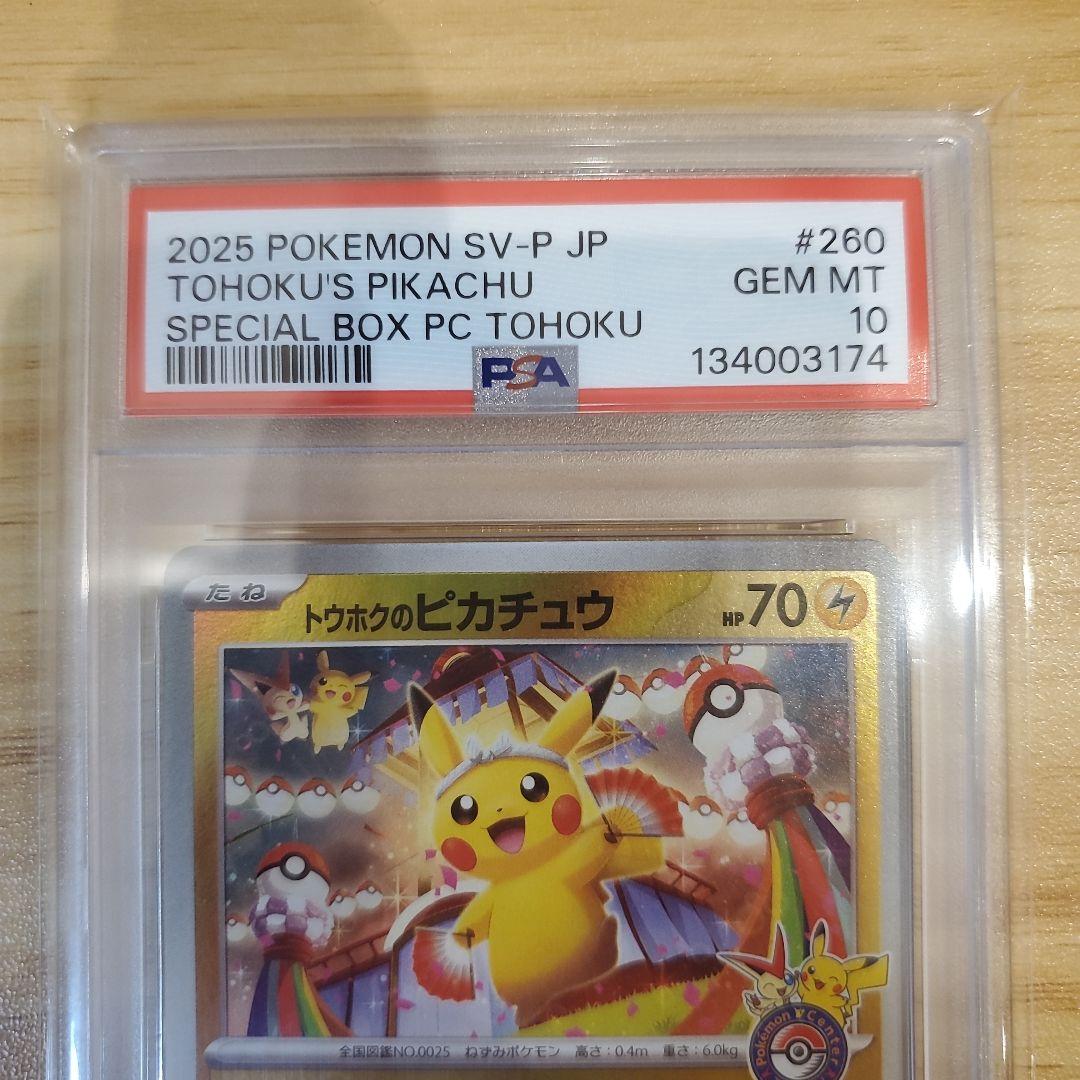 2025 POKEMON SV-P JP #260
TOHOKU'S PIKACHU GEM MT
SPECIAL BOX PC TOHOKU 10
PSA 134003174
たね トウホクのピカチュウ HP70
全国図鑑NO.0025 ねずみポケモン 高さ:0.4m 重さ:6.0kg
Pokémon Center